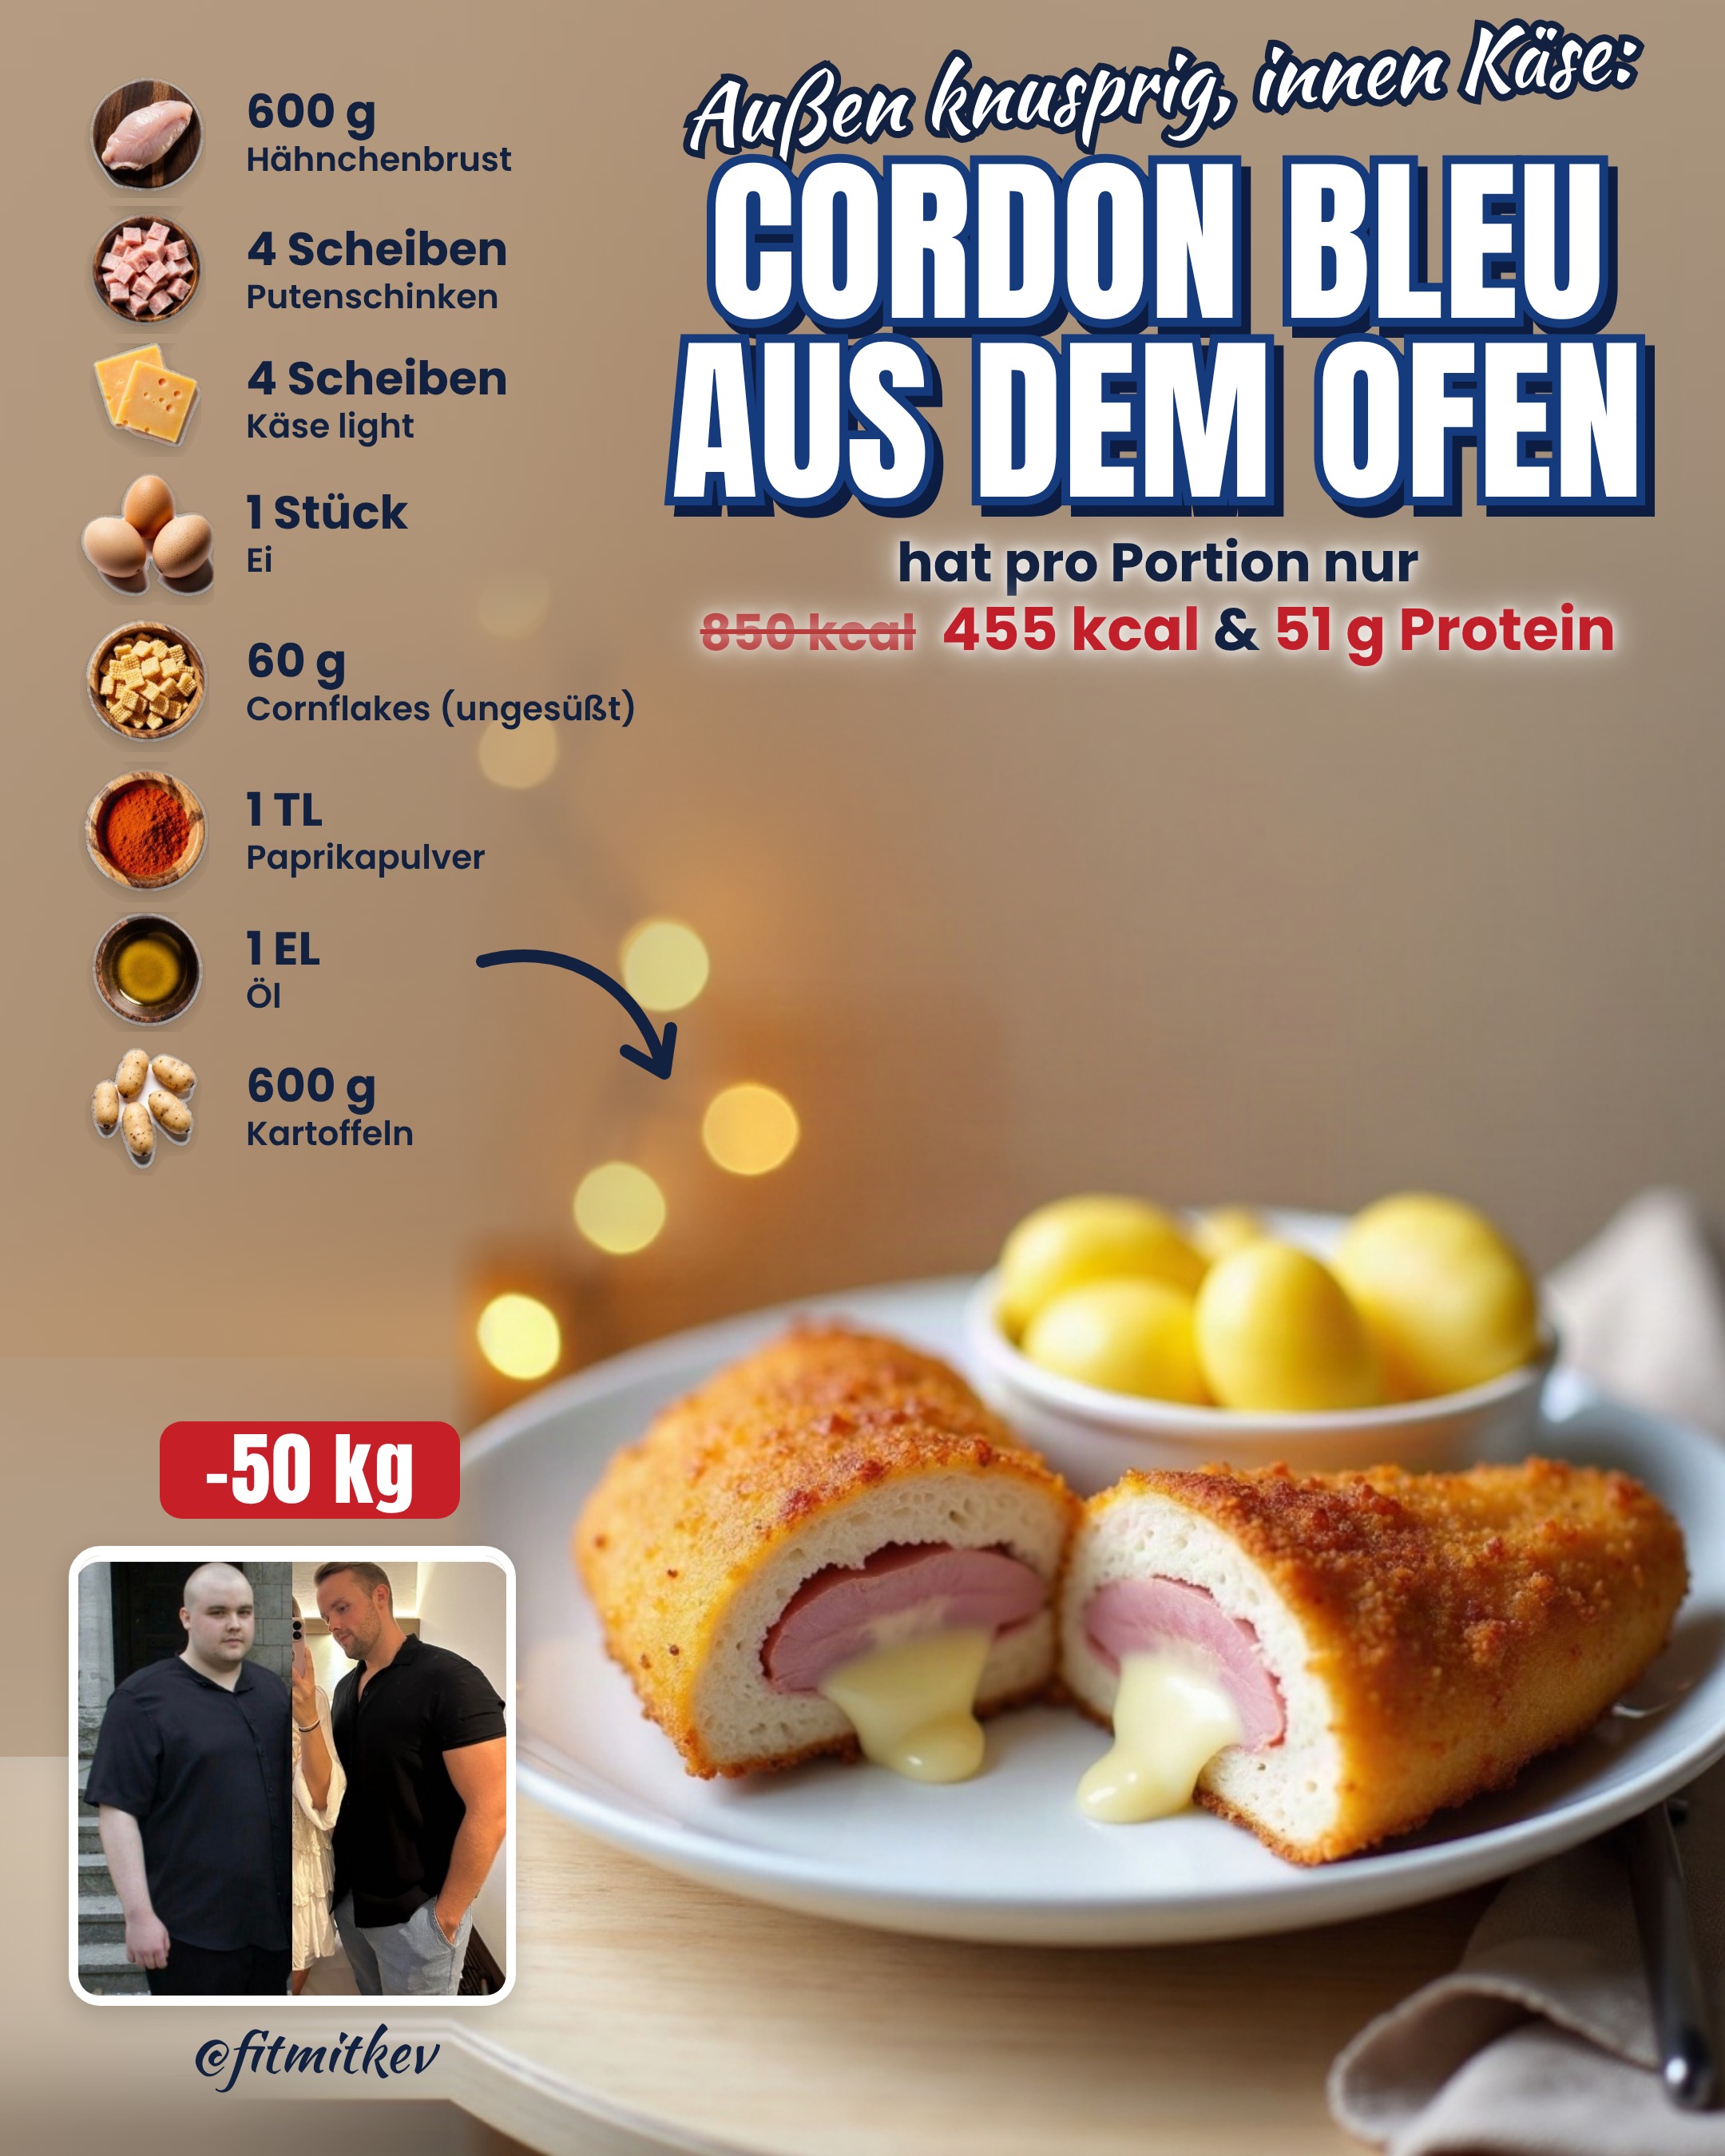 Außen knusprig, innen Käse:
CORDON BLEU
AUS DEM OFEN
hat pro Portion nur
850 kcal 455 kcal & 51 g Protein
600 g
Hähnchenbrust
4 Scheiben
Putenschinken
4 Scheiben
Käse light
1 Stück
Ei
60 g
Cornflakes (ungesüßt)
1 TL
Paprikapulver
1 EL
Öl
600 g
Kartoffeln
-50 kg
@fitmitkev